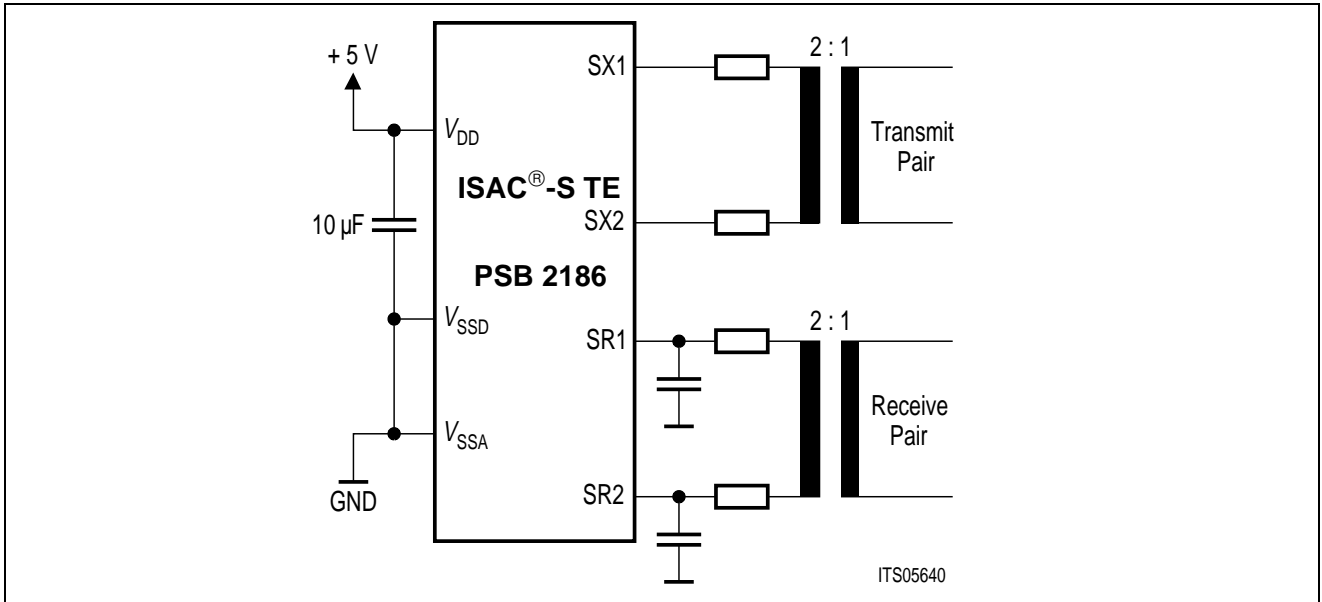 + 5 V
V_DD
10 µF
V_SSD
V_SSA
GND
ISAC®-S TE
PSB 2186
SX1
SX2
SR1
SR2
2 : 1
Transmit
Pair
2 : 1
Receive
Pair
ITS05640